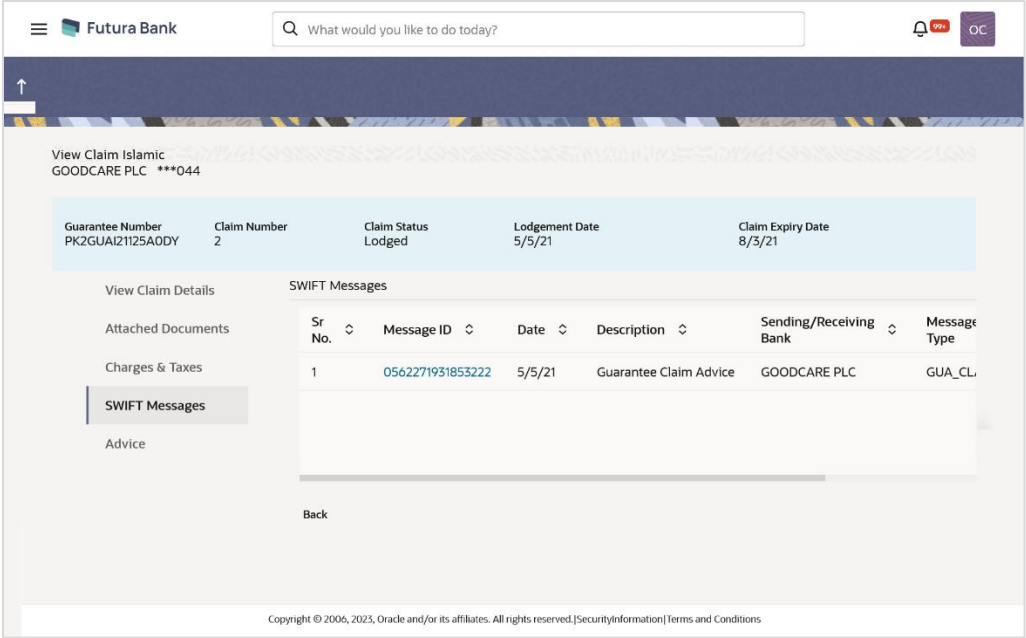 Futura Bank
What would you like to do today?
99+
OC
View Claim Islamic
GOODCARE PLC ***044
Guarantee Number Claim Number Claim Status Lodgement Date Claim Expiry Date
PK2GUAI21125A0DY 2 Lodged 5/5/21 8/3/21
View Claim Details
Attached Documents
Charges & Taxes
SWIFT Messages
Advice
SWIFT Messages
Sr No. Message ID Date Description Sending/Receiving Bank Message Type
1 0562271931853222 5/5/21 Guarantee Claim Advice GOODCARE PLC GUA_CL
Back
Copyright © 2006, 2023, Oracle and/or its affiliates. All rights reserved.|SecurityInformation|Terms and Conditions